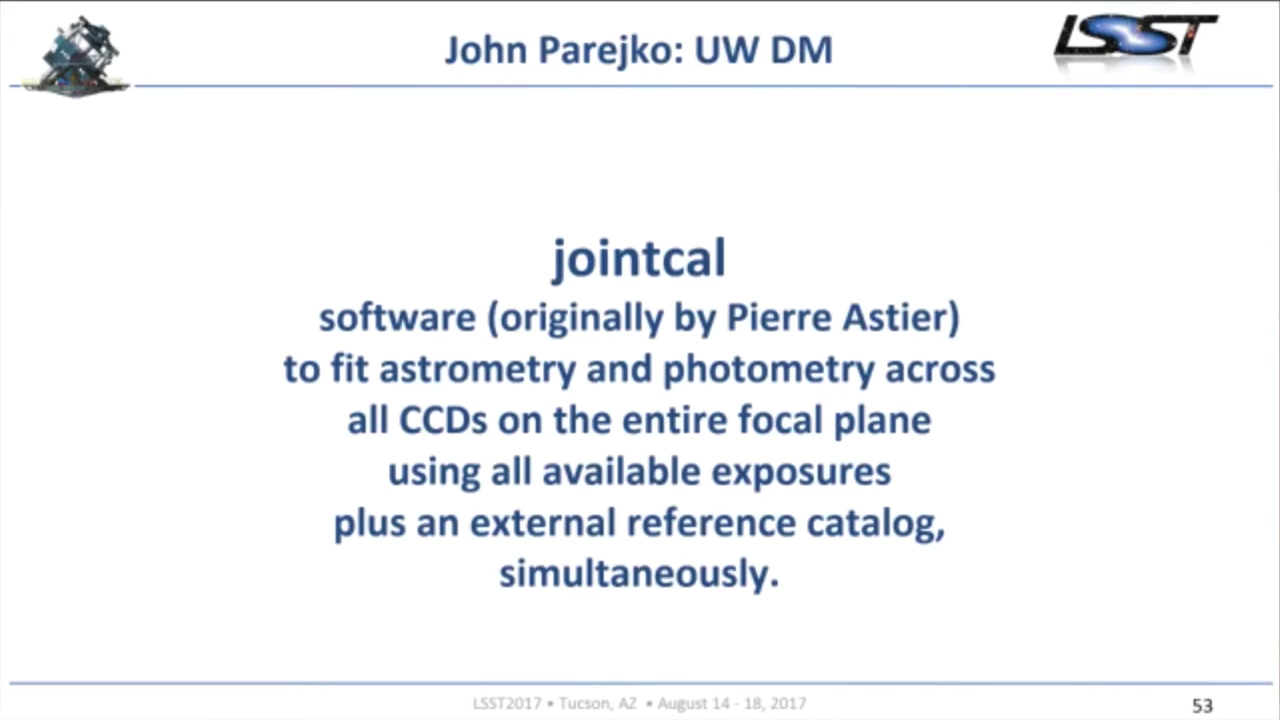 John Parejko: UW DM
LSST
jointcal
software (originally by Pierre Astier)
to fit astrometry and photometry across
all CCDs on the entire focal plane
using all available exposures
plus an external reference catalog,
simultaneously.
LSST2017 • Tucson, AZ • August 14 - 18, 2017
53